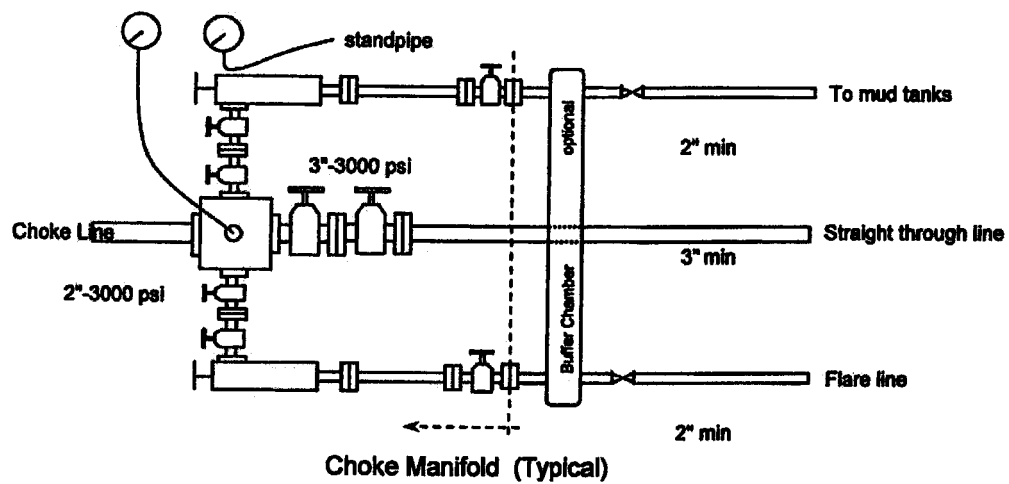 standpipe
To mud tanks
optional
2" min
3"-3000 psi
Choke Line
Straight through line
3" min
2"-3000 psi
Buffer Chamber
Flare line
2" min
Choke Manifold (Typical)